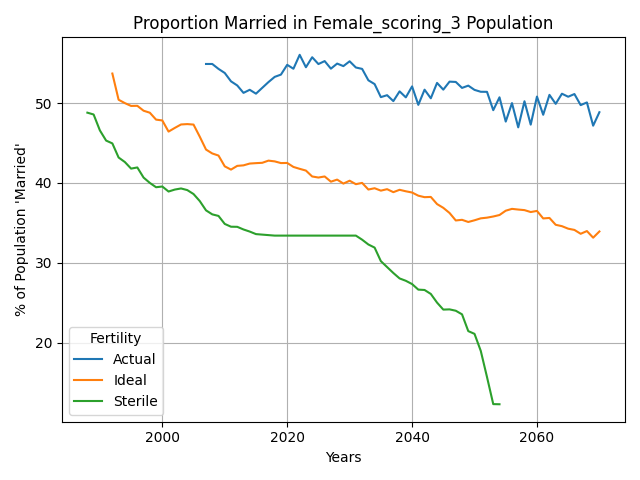 Proportion Married in Female_scoring_3 Population
% of Population 'Married'
50
40
30
20
Fertility
Actual
Ideal
Sterile
2000 2020 2040 2060
Years